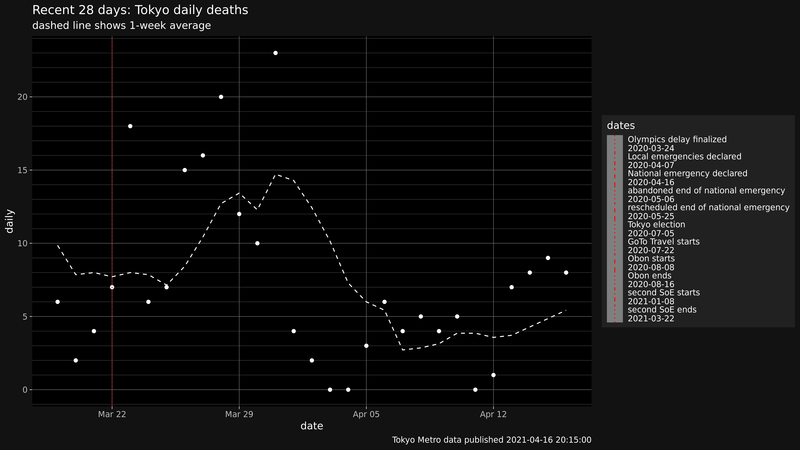 Recent 28 days: Tokyo daily deaths
dashed line shows 1-week average
daily
20
15
10
5
0
Mar 22
Mar 29
Apr 05
Apr 12
date
Tokyo Metro data published 2021-04-16 20:15:00
dates
Olympics delay finalized
2020-03-24
Local emergencies declared
2020-04-07
National emergency declared
2020-04-16
abandoned end of national emergency
2020-05-06
rescheduled end of national emergency
2020-05-25
Tokyo election
2020-07-05
GoTo Travel starts
2020-07-22
Obon starts
2020-08-08
Obon ends
2020-08-16
second SoE starts
2021-01-08
second SoE ends
2021-03-22